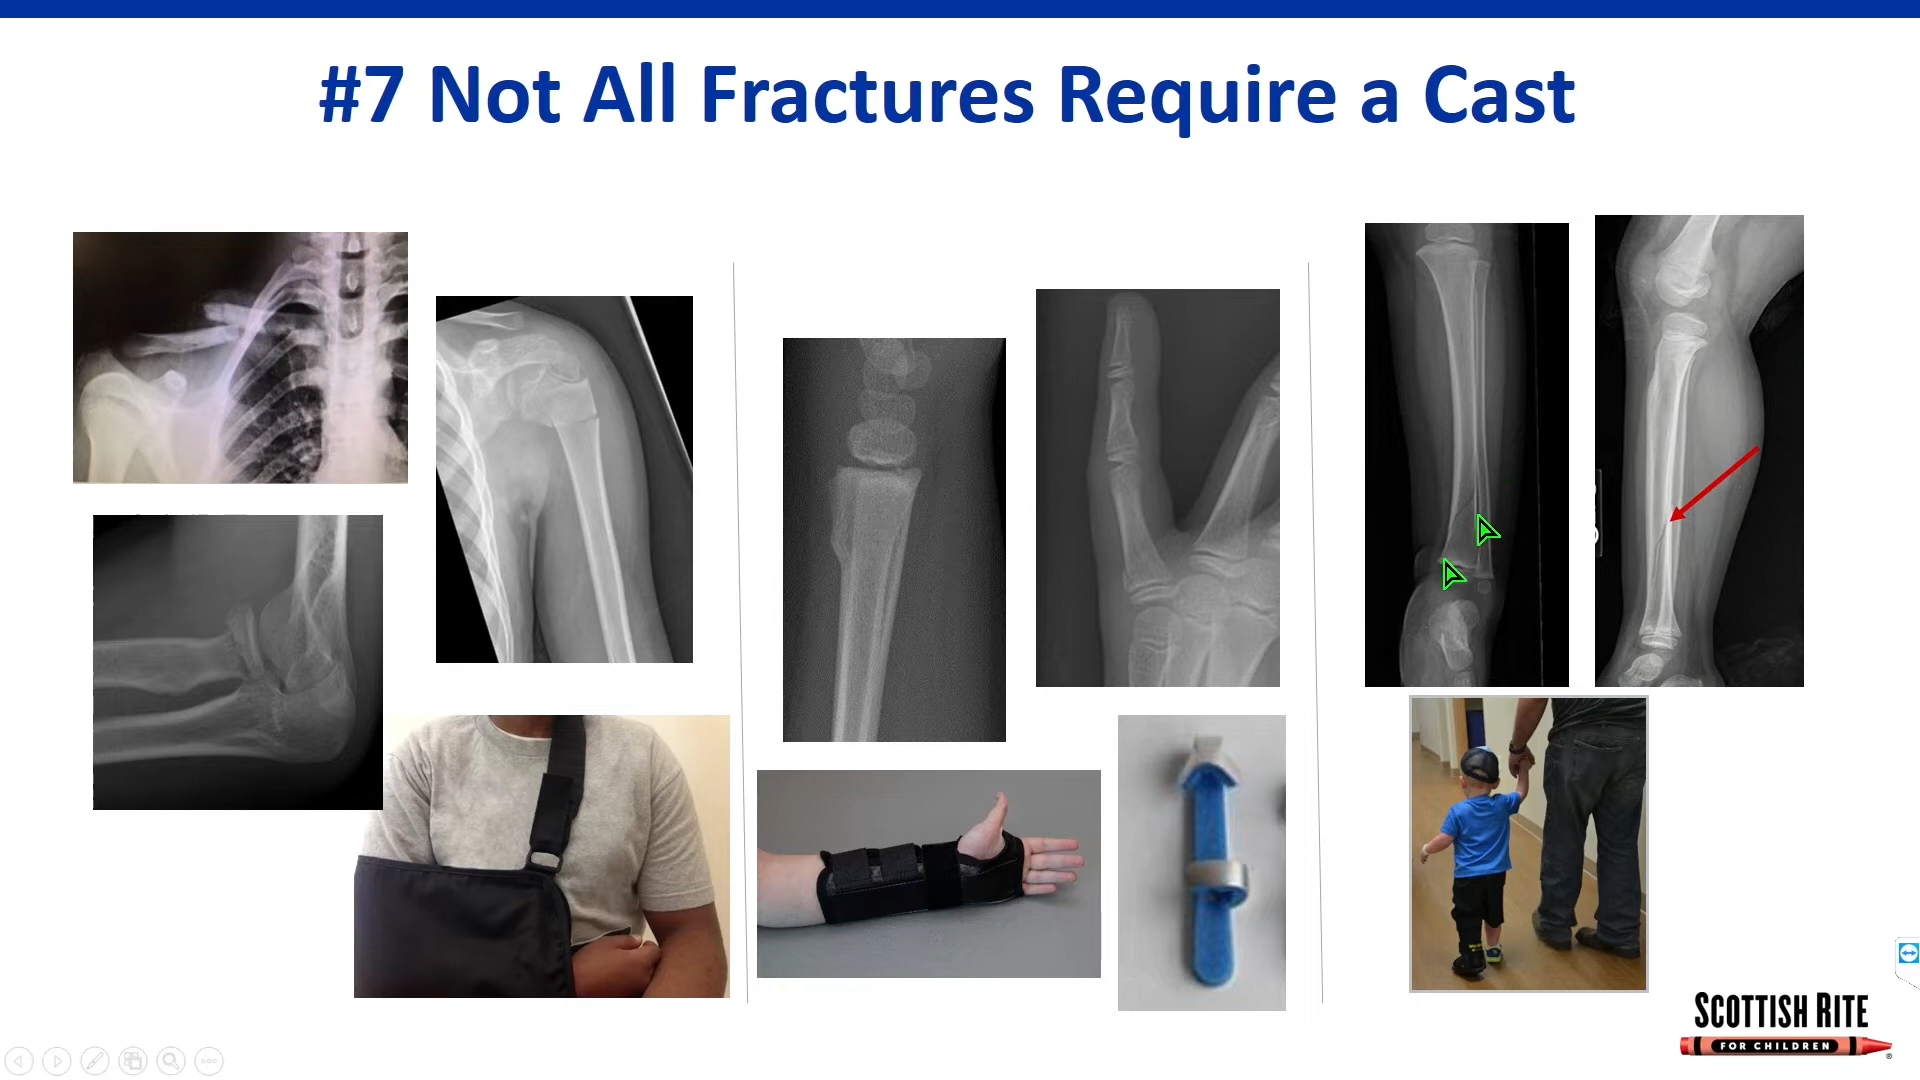 #7 Not All Fractures Require a Cast
SCOTTISH RITE
FOR CHILDREN
®